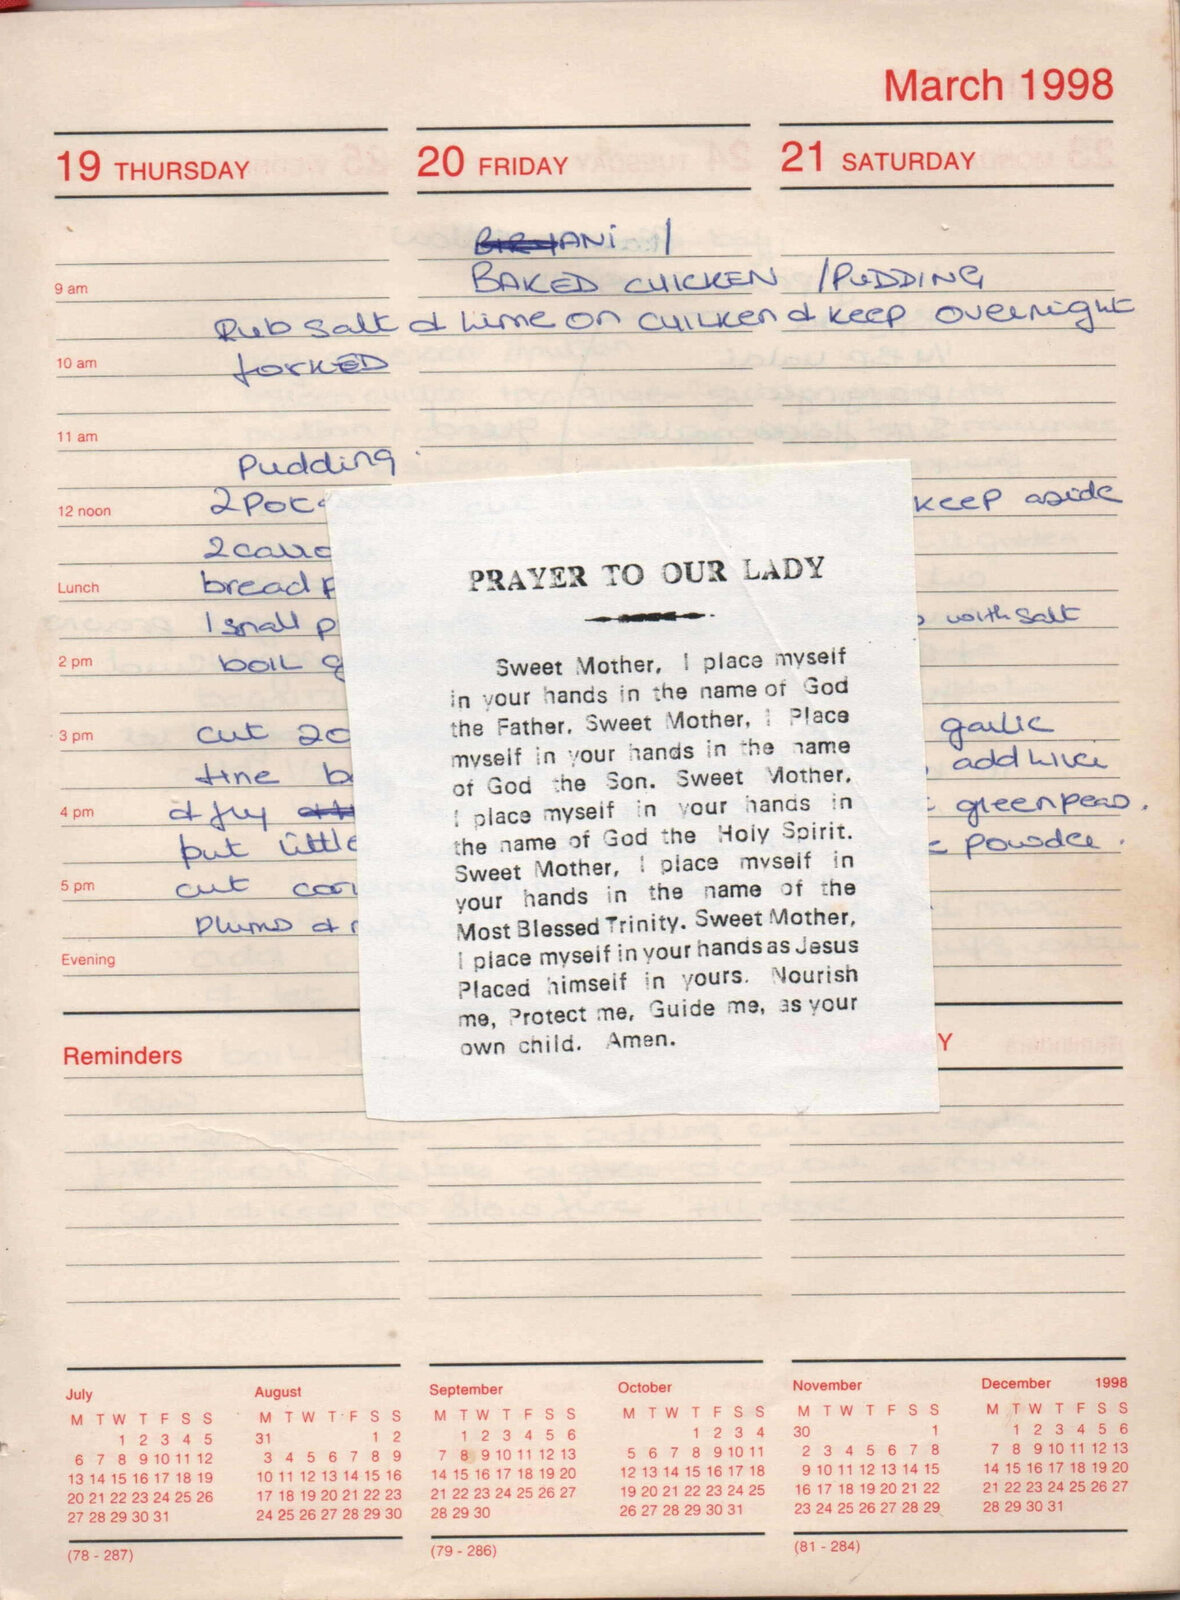 March 1998
19 THURSDAY
20 FRIDAY
21 SATURDAY
BIRYANi /
BAKED CHICKEN /PUDDING
9 am
Rub salt & lime on chicken & keep overnight
10 am
forkED
11 am
Pudding
12 noon
keep aside
Lunch
bread
with salt
1 small
2 pm
boil
3 pm
cut
garlic
add
4 pm
& fry
greenpeas.
put little
powder.
5 pm
cut
Plums &
Evening
PRAYER TO OUR LADY
Sweet Mother, I place myself
in your hands in the name of God
the Father. Sweet Mother, I Place
myself in your hands in the name
of God the Son. Sweet Mother.
I place myself in your hands in
the name of God the Holy Spirit.
Sweet Mother, I place myself in
your hands in the name of the
Most Blessed Trinity. Sweet Mother,
I place myself in your hands as Jesus
Placed himself in yours. Nourish
me, Protect me, Guide me, as your
own child. Amen.
Reminders
Y
July
M T W T F S S
1 2 3 4 5
6 7 8 9 10 11 12
13 14 15 16 17 18 19
20 21 22 23 24 25 26
27 28 29 30 31
August
M T W T F S S
31 1 2
3 4 5 6 7 8 9
10 11 12 13 14 15 16
17 18 19 20 21 22 23
24 25 26 27 28 29 30
September
M T W T F S S
1 2 3 4 5 6
7 8 9 10 11 12 13
14 15 16 17 18 19 20
21 22 23 24 25 26 27
28 29 30
October
M T W T F S S
1 2 3 4
5 6 7 8 9 10 11
12 13 14 15 16 17 18
19 20 21 22 23 24 25
26 27 28 29 30 31
November
M T W T F S S
30 1
2 3 4 5 6 7 8
9 10 11 12 13 14 15
16 17 18 19 20 21 22
23 24 25 26 27 28 29
December 1998
M T W T F S S
1 2 3 4 5 6
7 8 9 10 11 12 13
14 15 16 17 18 19 20
21 22 23 24 25 26 27
28 29 30 31
(78 - 287)
(79 - 286)
(81 - 284)